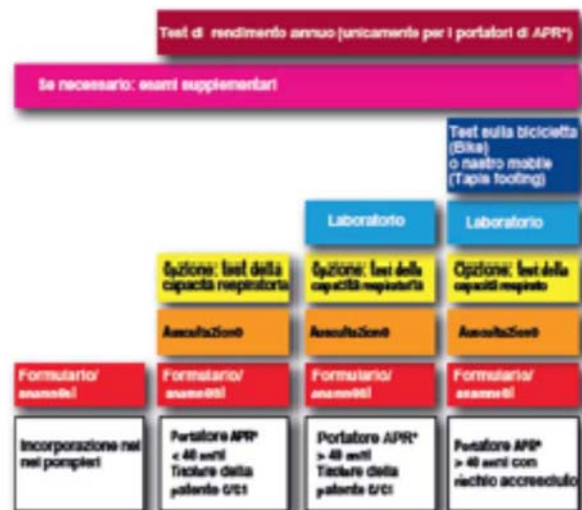 Test di rendimento annuo (unicamente per i portatori di APR*)
Se necessario: esami supplementari
Test sulla bicicletta
(Bike)
o nastro mobile
(Tapis footing)
Laboratorio
Laboratorio
Opzione: test della
capacità respiratoria
Opzione: test della
capacità respiratoria
Opzione: test della
capacità respirato
Auscultazione
Auscultazione
Auscultazione
Formulario/
anamnesi
Formulario/
anamnesi
Formulario/
anamnesi
Formulario/
anamnesi
Incorporazione nei
nei pompieri
Portatore APR*
< 40 anni
Titolare della
patente C/C1
Portatore APR*
> 40 anni
Titolare della
patente C/C1
Portatore APR*
> 40 anni con
rischio accresciuto